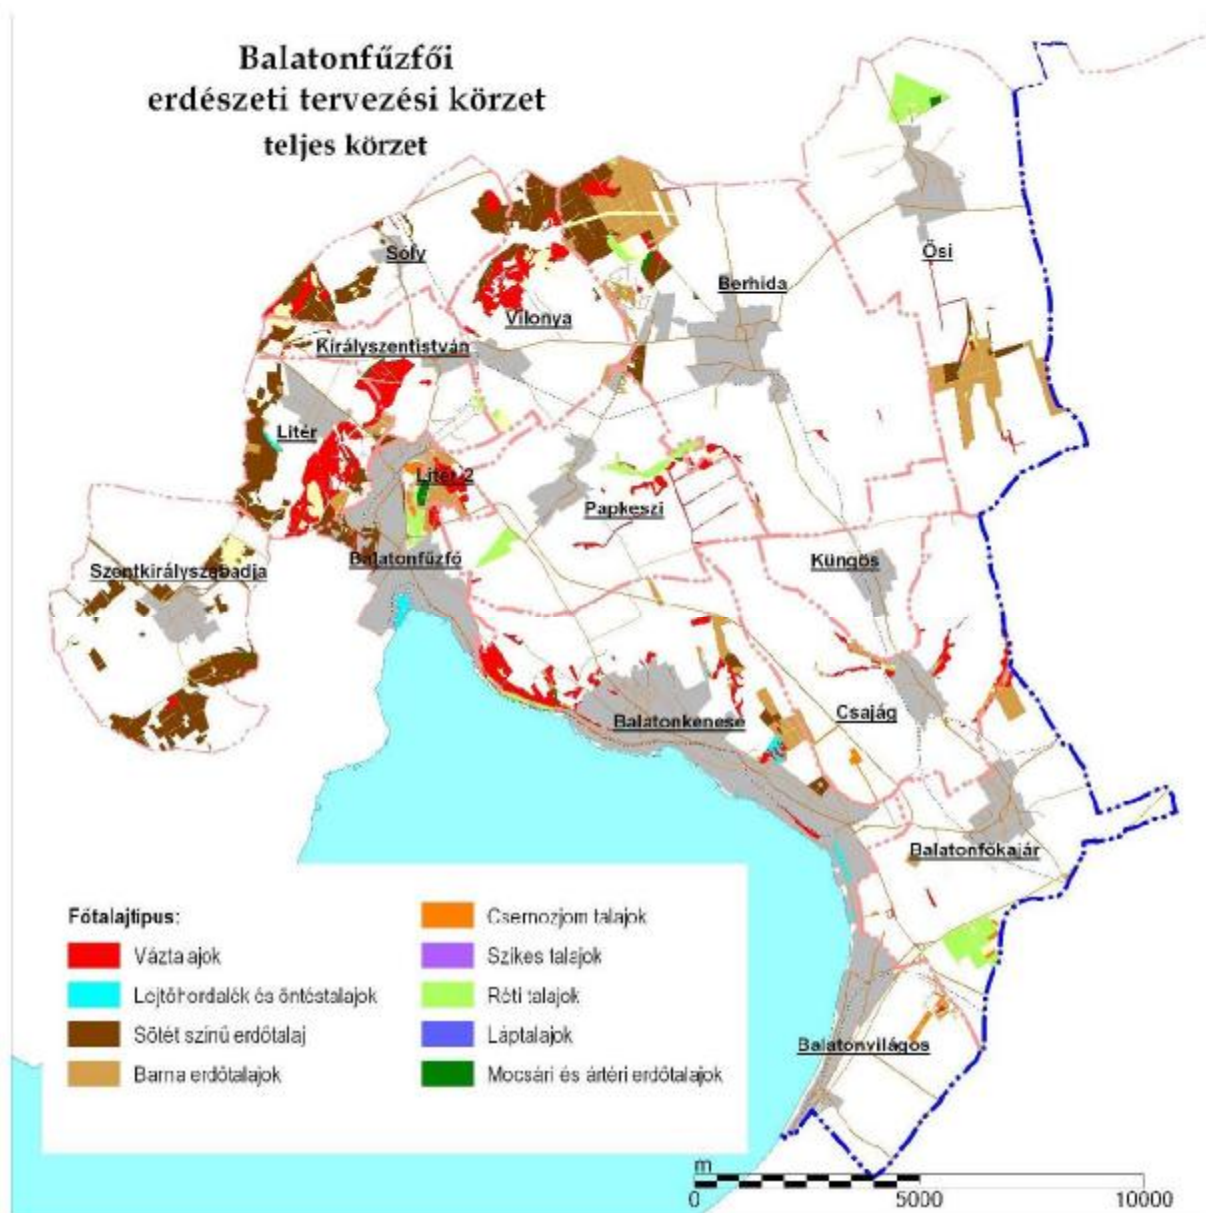 Balatonfűzfői
erdészeti tervezési körzet
teljes körzet
Ősi
Sóly
Berhida
Vilonya
Királyszentistván
Litér
Litér 2
Papkeszi
Balatonfűzfő
Küngös
Szentkirályszabadja
Csajág
Balatonkenese
Balatonfőkajár
Főtalajtípus:
Váztalajok
Lejtőhordalék és öntéstalajok
Sötét színű erdőtalaj
Barna erdőtalajok
Csernozjom talajok
Szikes talajok
Réti talajok
Láptalajok
Mocsári és ártéri erdőtalajok
Balatonvilágos
m
0 5000 10000